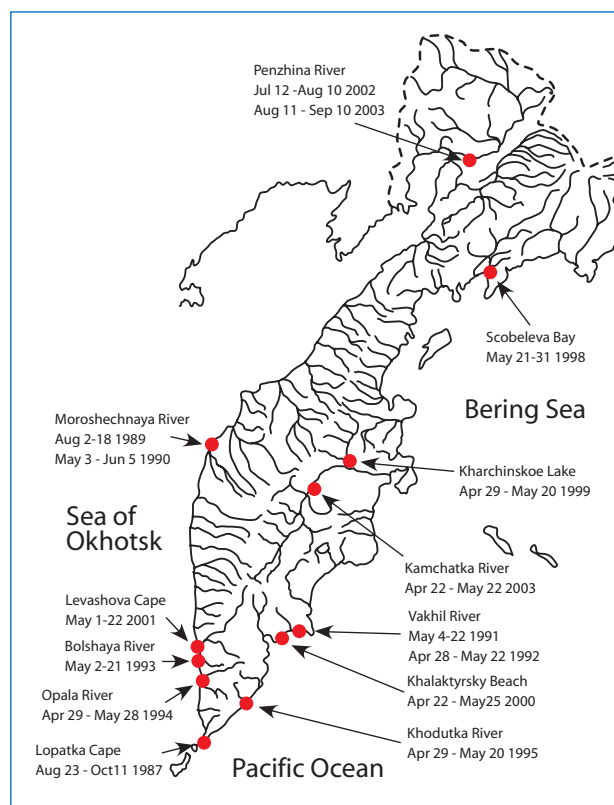 Penzhina River
Jul 12 -Aug 10 2002
Aug 11 - Sep 10 2003
Scobeleva Bay
May 21-31 1998
Bering Sea
Moroshechnaya River
Aug 2-18 1989
May 3 - Jun 5 1990
Kharchinskoe Lake
Apr 29 - May 20 1999
Sea of
Okhotsk
Kamchatka River
Apr 22 - May 22 2003
Levashova Cape
May 1-22 2001
Vakhil River
May 4-22 1991
Apr 28 - May 22 1992
Bolshaya River
May 2-21 1993
Khalaktyrsky Beach
Apr 22 - May25 2000
Opala River
Apr 29 - May 28 1994
Khodutka River
Apr 29 - May 20 1995
Lopatka Cape
Aug 23 - Oct11 1987
Pacific Ocean